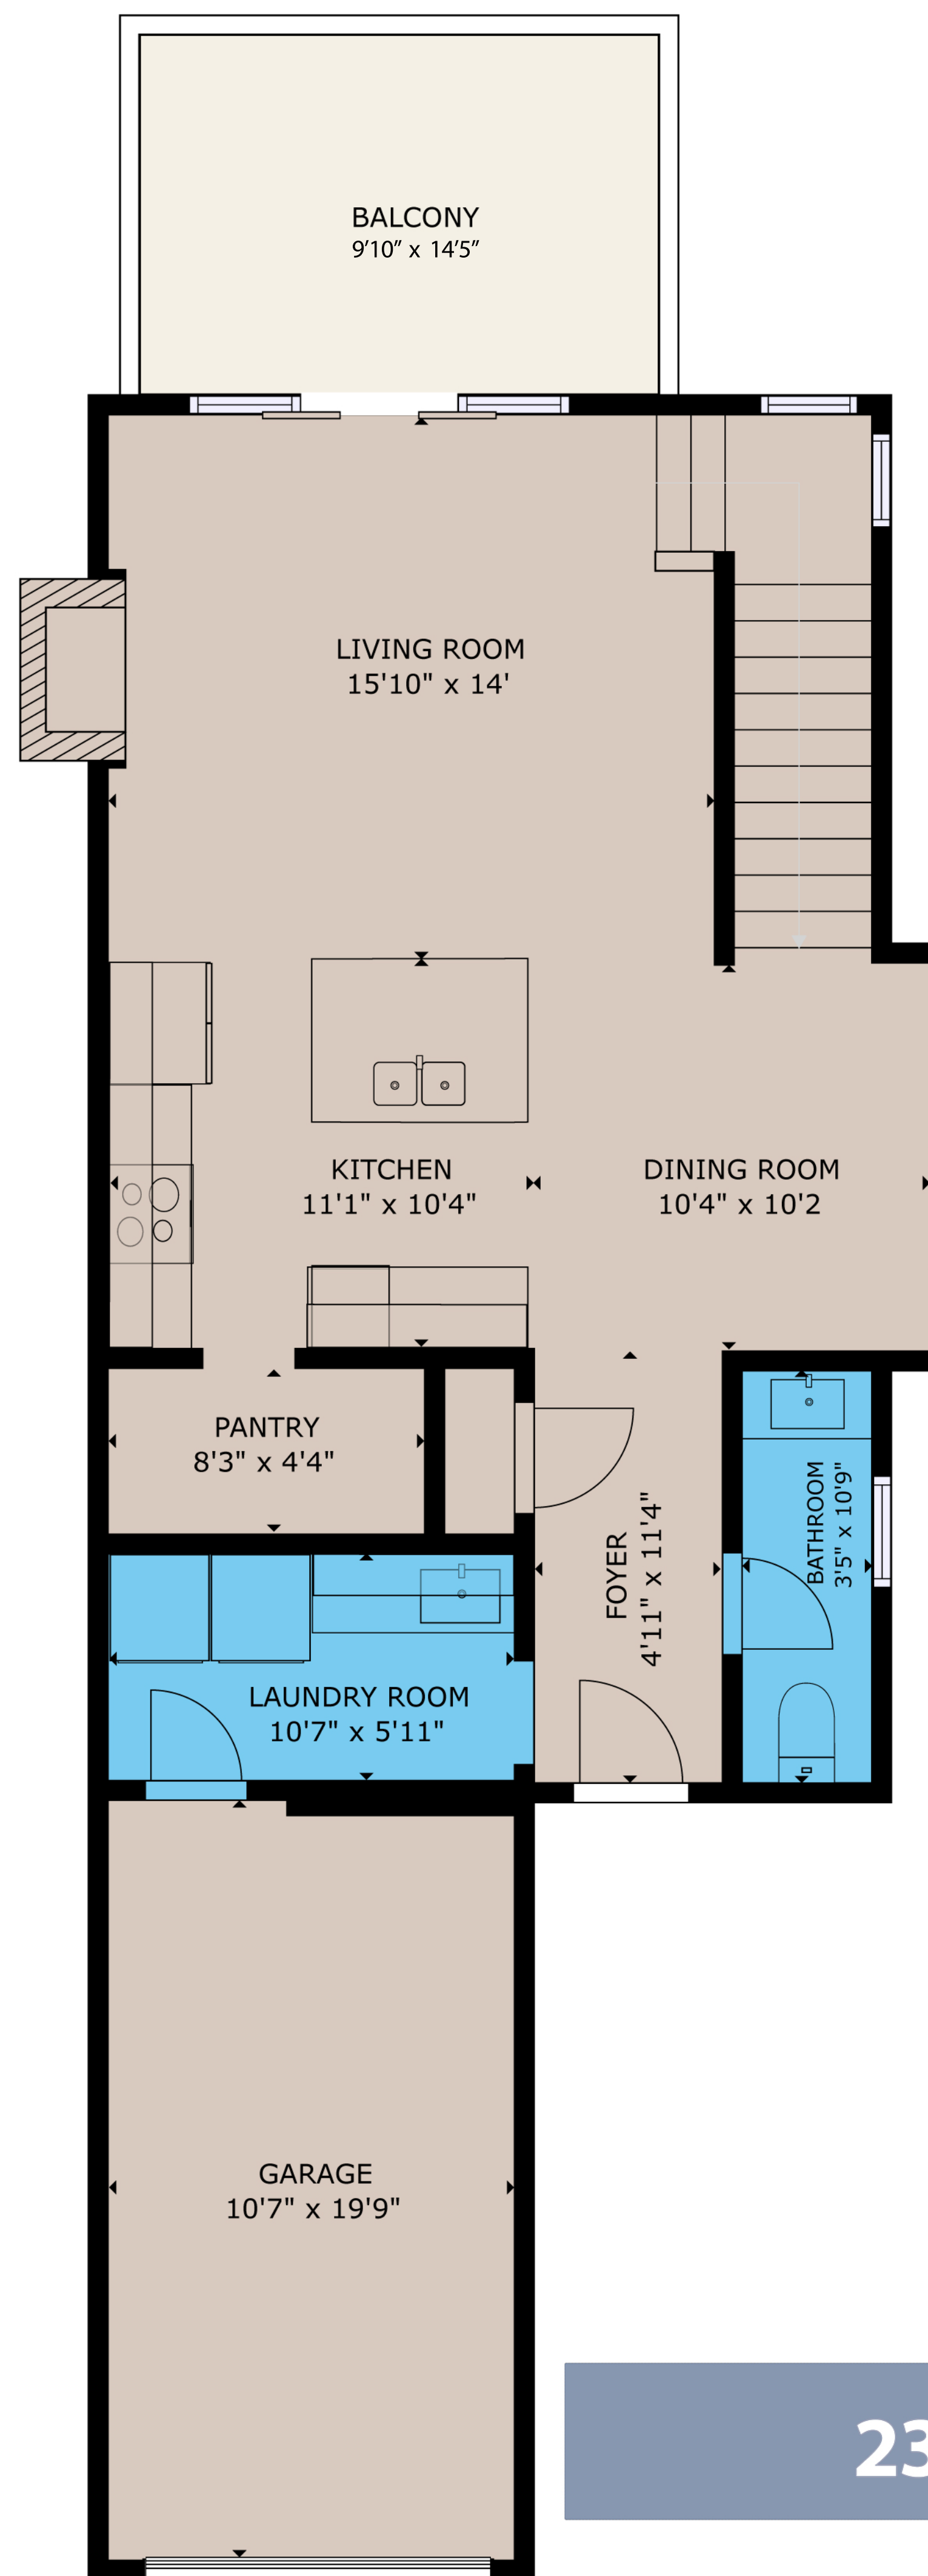 BALCONY
9'10" x 14'5"
LIVING ROOM
15'10" x 14'
KITCHEN
11'1" x 10'4"
DINING ROOM
10'4" x 10'2
PANTRY
8'3" x 4'4"
FOYER
4'11" x 11'4"
BATHROOM
3'5" x 10'9"
LAUNDRY ROOM
10'7" x 5'11"
GARAGE
10'7" x 19'9"
23